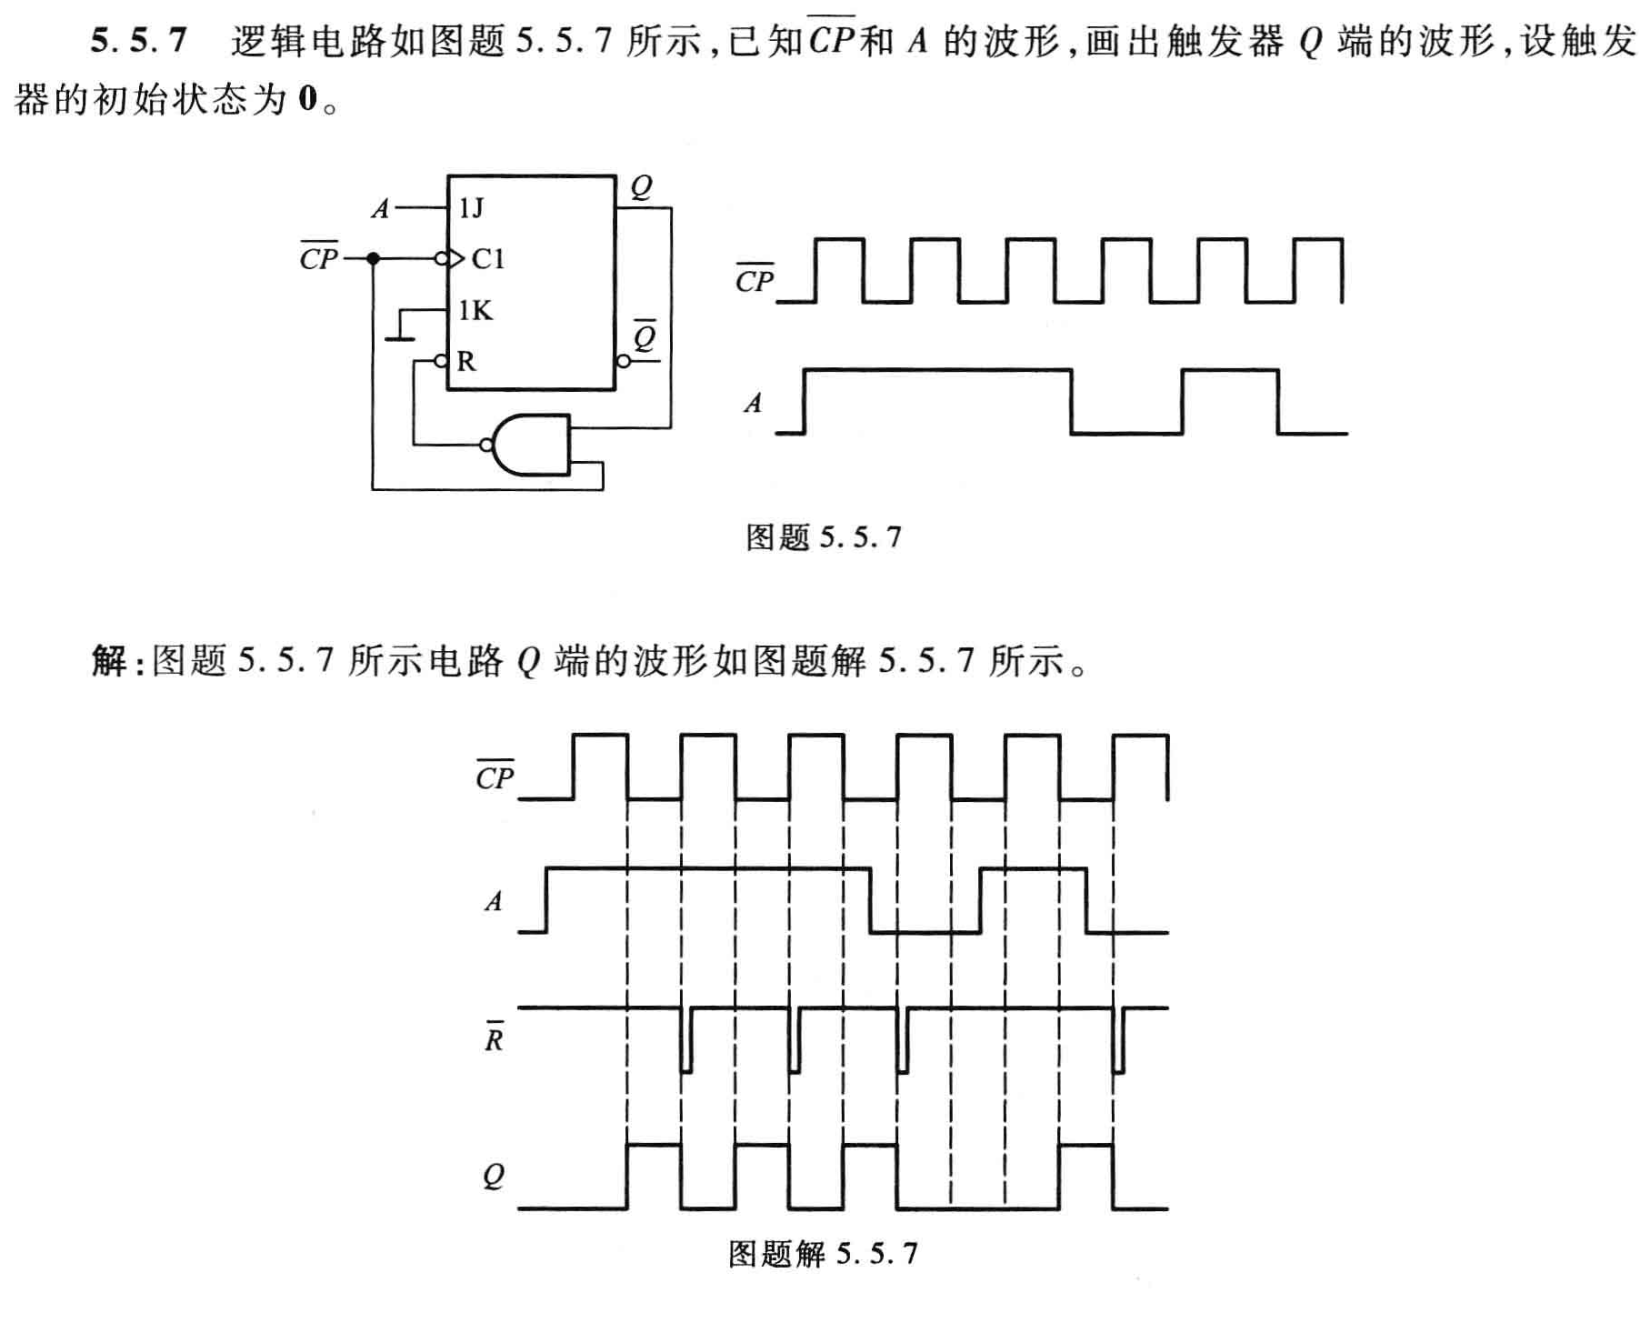 5.5.7 逻辑电路如图题 5.5.7 所示,已知$\overline{CP}$和 A 的波形,画出触发器 Q 端的波形,设触发
器的初始状态为 0。
Q
A 1J
$\overline{CP}$ C1
1K
$\overline{Q}$
R
$\overline{CP}$
A
图题 5.5.7
解:图题 5.5.7 所示电路 Q 端的波形如图题解 5.5.7 所示。
$\overline{CP}$
A
$\overline{R}$
Q
图题解 5.5.7